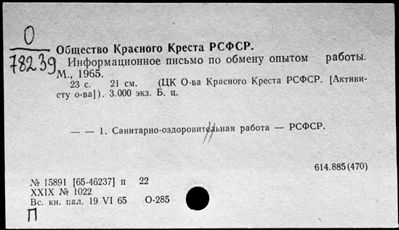 О
78239
Общество Красного Креста РСФСР.
Информационное письмо по обмену опытом работы.
М., 1965.
23 с. 21 см. (ЦК О-ва Красного Креста РСФСР. [Активи-
сту о-ва]). 3.000 экз. Б. ц.
— — 1. Санитарно-оздоровительная работа — РСФСР.
614.885(470)
№ 15891 [65-46237] п 22
XXIX № 1022
Вс. кн. пал. 19 VI 65 О-285
П